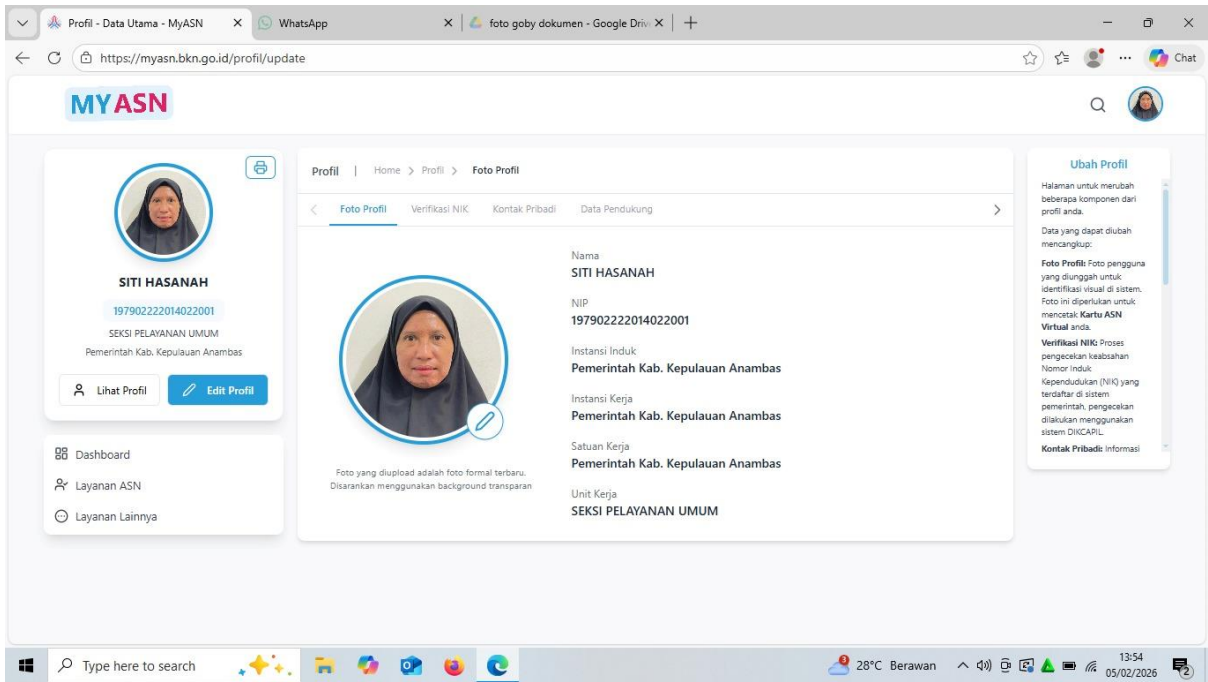 Profil - Data Utama - MyASN
WhatsApp
foto goby dokumen - Google Driv
https://myasn.bkn.go.id/profil/update
Chat
MYASN
SITI HASANAH
197902222014022001
SEKSI PELAYANAN UMUM
Pemerintah Kab. Kepulauan Anambas
Lihat Profil
Edit Profil
Dashboard
Layanan ASN
Layanan Lainnya
Profil | Home > Profil > Foto Profil
Foto Profil Verifikasi NIK Kontak Pribadi Data Pendukung
Foto yang diupload adalah foto formal terbaru.
Disarankan menggunakan background transparan
Nama
SITI HASANAH
NIP
197902222014022001
Instansi Induk
Pemerintah Kab. Kepulauan Anambas
Instansi Kerja
Pemerintah Kab. Kepulauan Anambas
Satuan Kerja
Pemerintah Kab. Kepulauan Anambas
Unit Kerja
SEKSI PELAYANAN UMUM
Ubah Profil
Halaman untuk merubah
beberapa komponen dari
profil anda.
Data yang dapat diubah
mencangkup:
Foto Profil: Foto pengguna
yang diunggah untuk
identifikasi visual di sistem.
Foto ini diperlukan untuk
mencetak Kartu ASN
Virtual anda.
Verifikasi NIK: Proses
pengecekan keabsahan
Nomor Induk
Kependudukan (NIK) yang
terdaftar di sistem
pemerintah, pengecekan
dilakukan menggunakan
sistem DIKCAPIL.
Kontak Pribadi: Informasi
Type here to search
3
28°C Berawan
13:54
05/02/2026
2